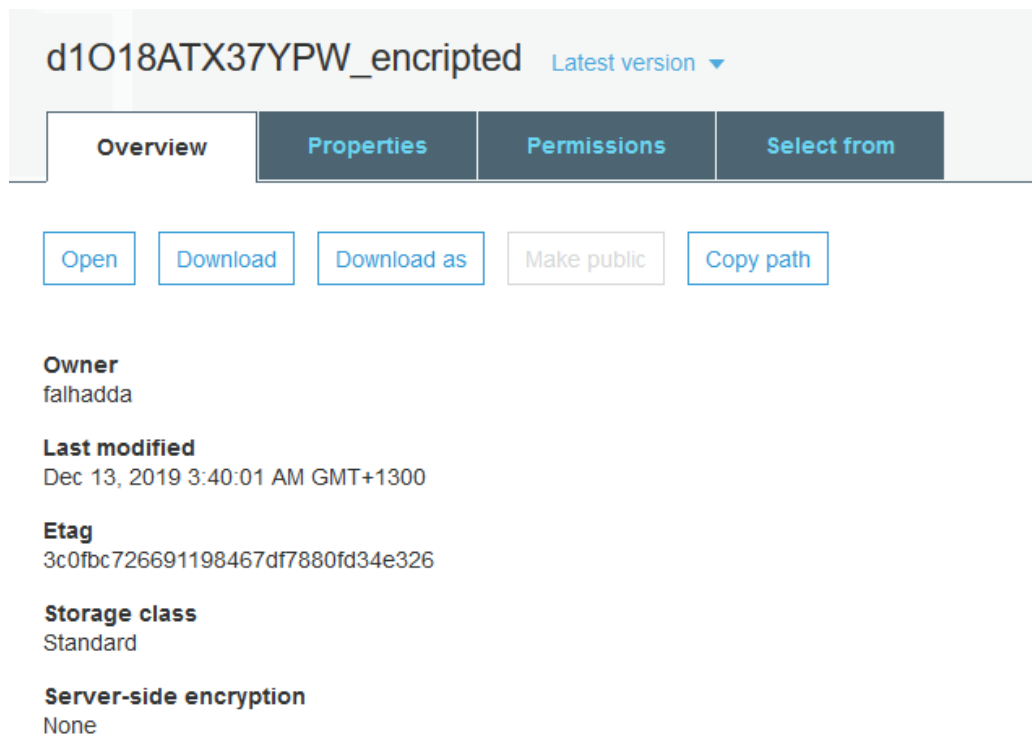 d1O18ATX37YPW_encripted Latest version
Overview Properties Permissions Select from
Open Download Download as Make public Copy path
Owner
falhadda
Last modified
Dec 13, 2019 3:40:01 AM GMT+1300
Etag
3c0fbc726691198467df7880fd34e326
Storage class
Standard
Server-side encryption
None